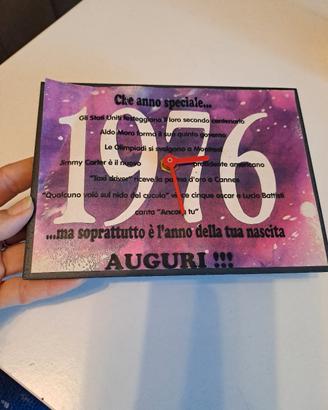 Che anno speciale...
1976
Gli Stati Uniti festeggiano il loro secondo centenario
Aldo Moro forma il suo quinto governo
Le Olimpiadi si svolgono a Montreal
Jimmy Carter è il nuovo presidente americano
"Taxi driver" riceve la palma d'oro a Cannes
"Qualcuno volò sul nido del cuculo" vince cinque oscar e Lucio Battisti
canta "Ancora tu"
...ma soprattutto è l'anno della tua nascita
AUGURI !!!